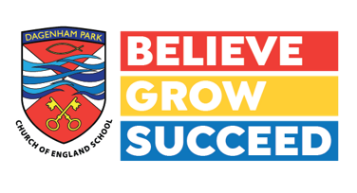 DAGENHAM PARK
CHURCH OF ENGLAND SCHOOL
BELIEVE
GROW
SUCCEED